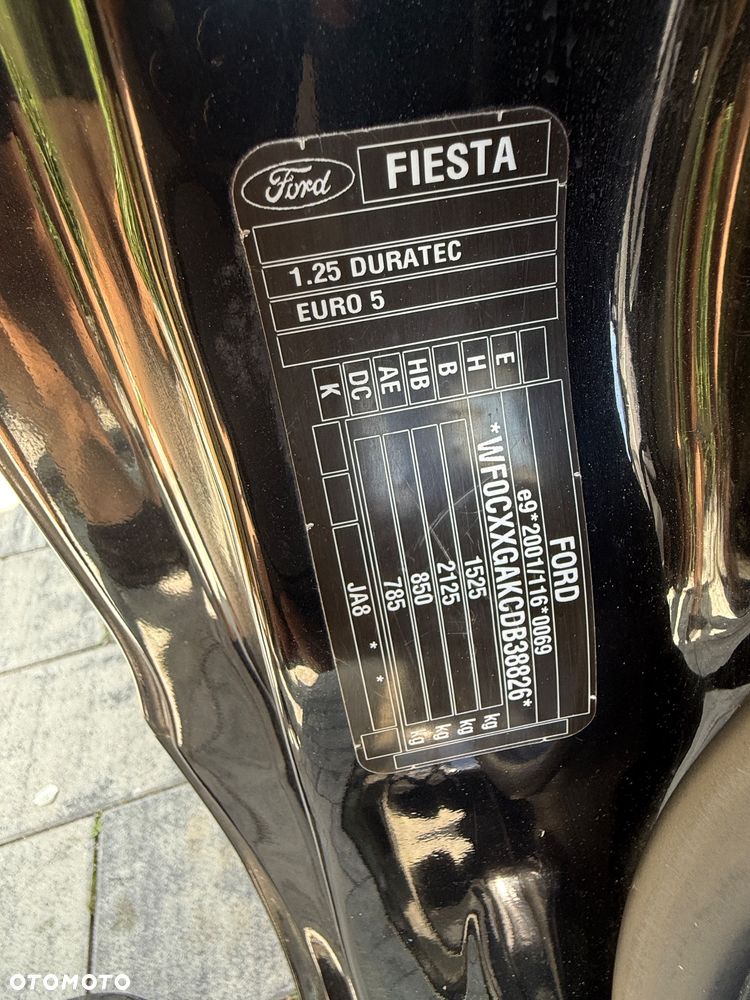 Ford
FIESTA
1.25 DURATEC
EURO 5
FORD
e9*2001/116*0069
*WF0CXXGAKCDB38826*
1525 kg
2125 kg
850 kg
785 kg
JA8 * *
E
H
B
HB
AE
DC
K
OTOMOTO